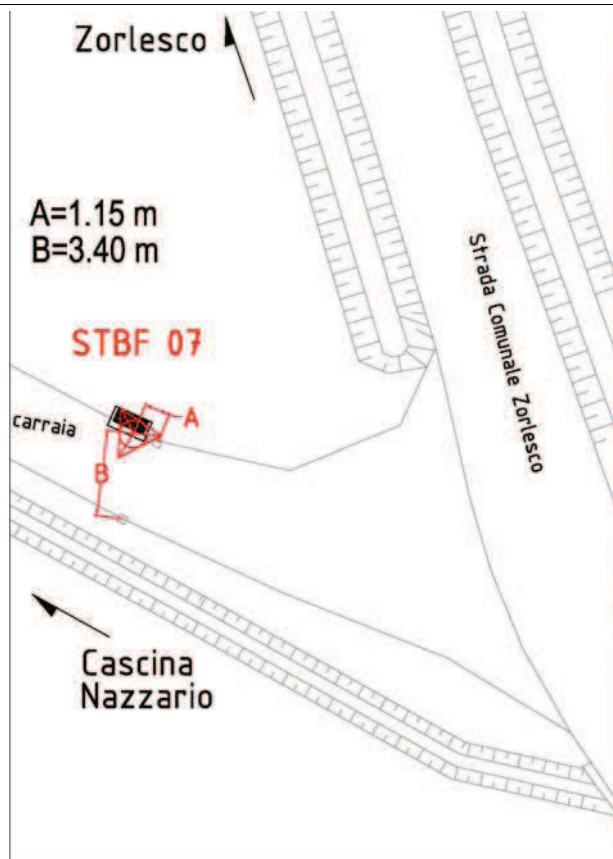 Zorlesco
A=1.15 m
B=3.40 m
STBF 07
A
carraia
B
Strada Comunale Zorlesco
Cascina
Nazzario